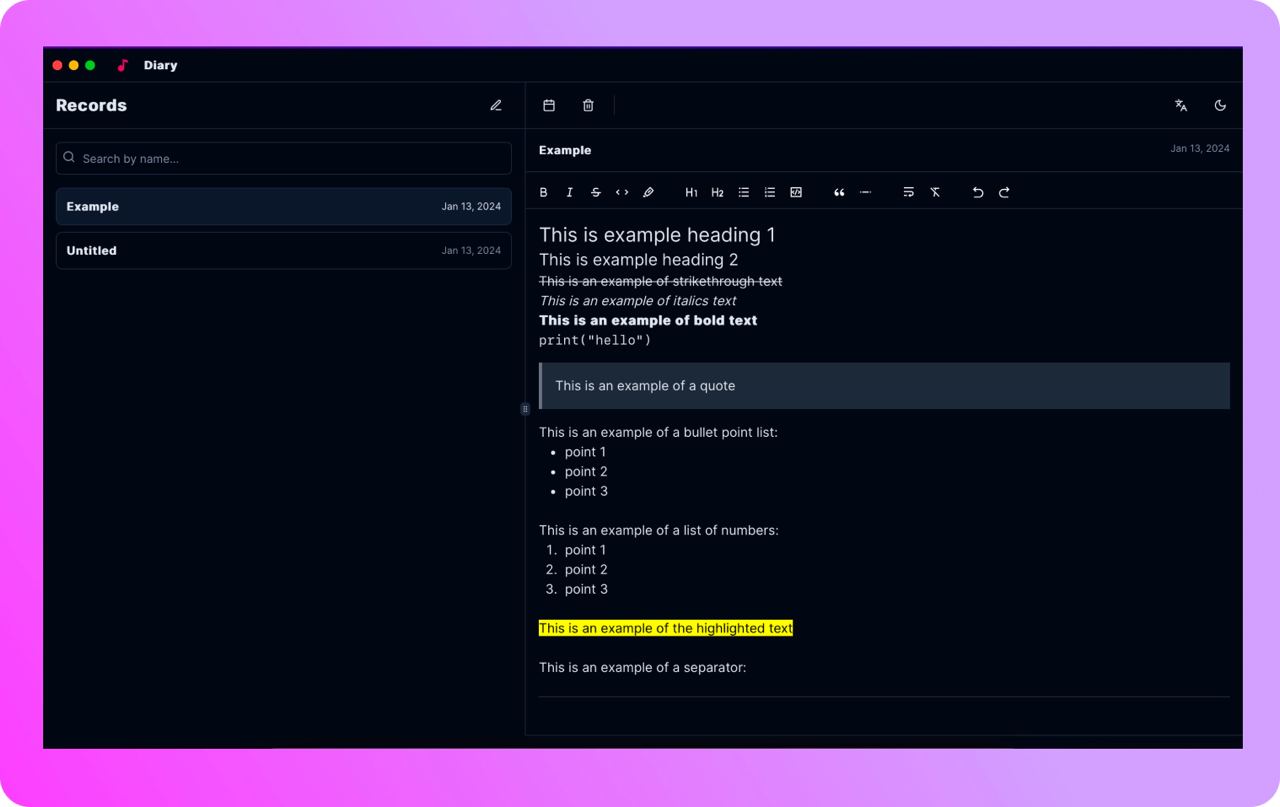 Diary
Records
Search by name...
Example Jan 13, 2024
Untitled Jan 13, 2024
Example Jan 13, 2024
B I S H1 H2
This is example heading 1
This is example heading 2
This is an example of strikethrough text
This is an example of italics text
This is an example of bold text
print("hello")
This is an example of a quote
This is an example of a bullet point list:
• point 1
• point 2
• point 3
This is an example of a list of numbers:
1. point 1
2. point 2
3. point 3
This is an example of the highlighted text
This is an example of a separator: